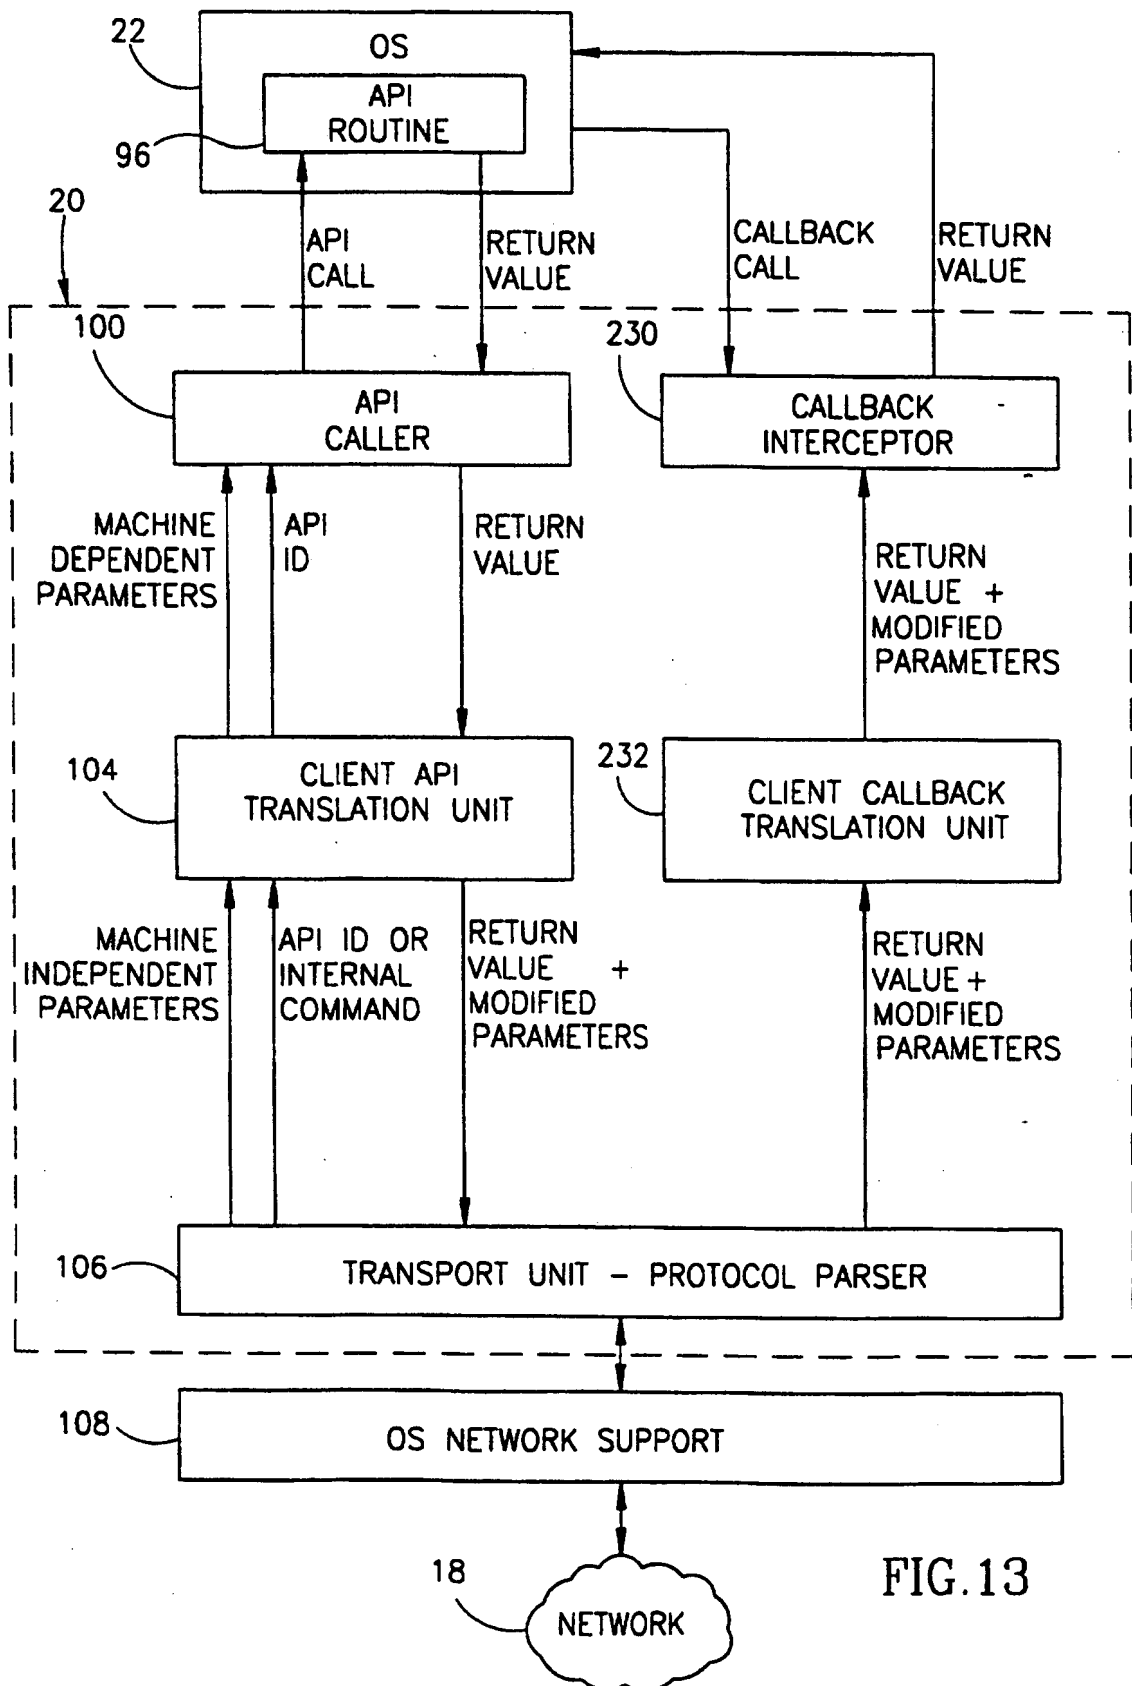 22
OS
API
ROUTINE
96
20
API
CALL
RETURN
VALUE
CALLBACK
CALL
RETURN
VALUE
100
API
CALLER
230
CALLBACK
INTERCEPTOR
MACHINE
DEPENDENT
PARAMETERS
API
ID
RETURN
VALUE
RETURN
VALUE +
MODIFIED
PARAMETERS
104
CLIENT API
TRANSLATION UNIT
232
CLIENT CALLBACK
TRANSLATION UNIT
MACHINE
INDEPENDENT
PARAMETERS
API ID OR
INTERNAL
COMMAND
RETURN
VALUE +
MODIFIED
PARAMETERS
RETURN
VALUE +
MODIFIED
PARAMETERS
106
TRANSPORT UNIT – PROTOCOL PARSER
108
OS NETWORK SUPPORT
18
NETWORK
FIG.13